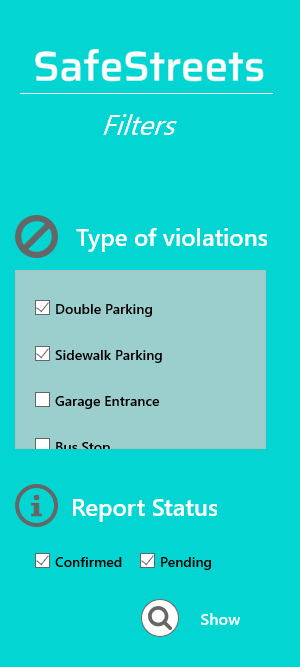 SafeStreets
Filters
Type of violations
Double Parking
Sidewalk Parking
Garage Entrance
Bus Stop
Report Status
Confirmed Pending
Show